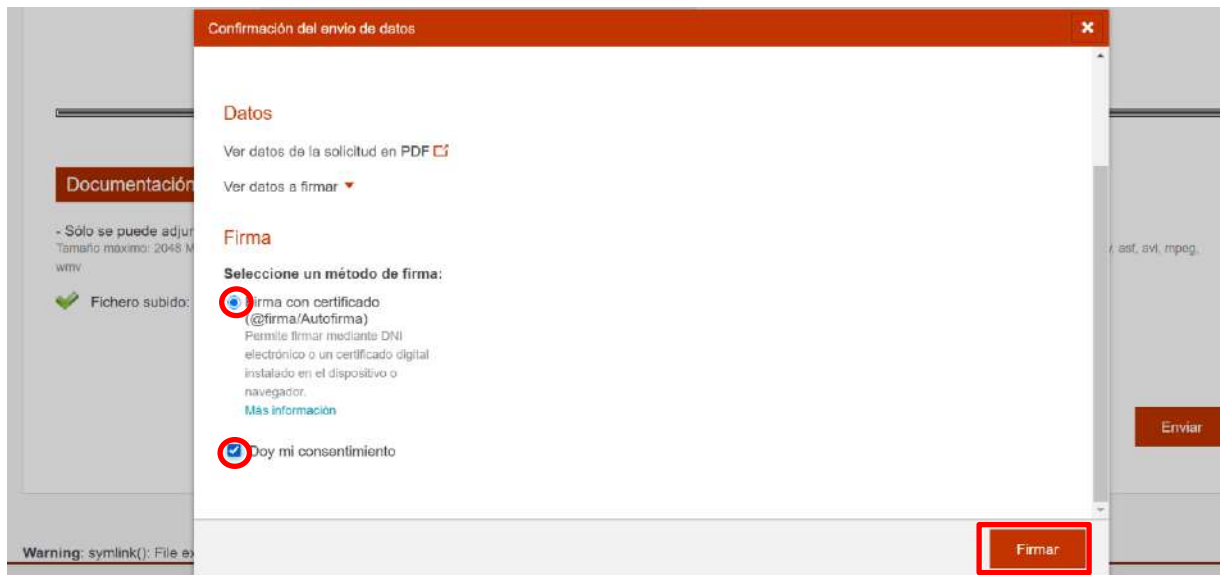 Confirmación del envio de datos
Datos
Ver datos de la solicitud en PDF
Ver datos a firmar
Documentación
- Sólo se puede adjur
Tamaño máximo: 2048 M
wmv
, asf, avi, mpeg,
Fichero subido:
Firma
Seleccione un método de firma:
Firma con certificado
(@firma/Autofirma)
Permite firmar mediante DNI
electrónico o un certificado digital
instalado en el dispositivo o
navegador.
Más información
Doy mi consentimiento
Enviar
Firmar
Warning: symlink(): File ex